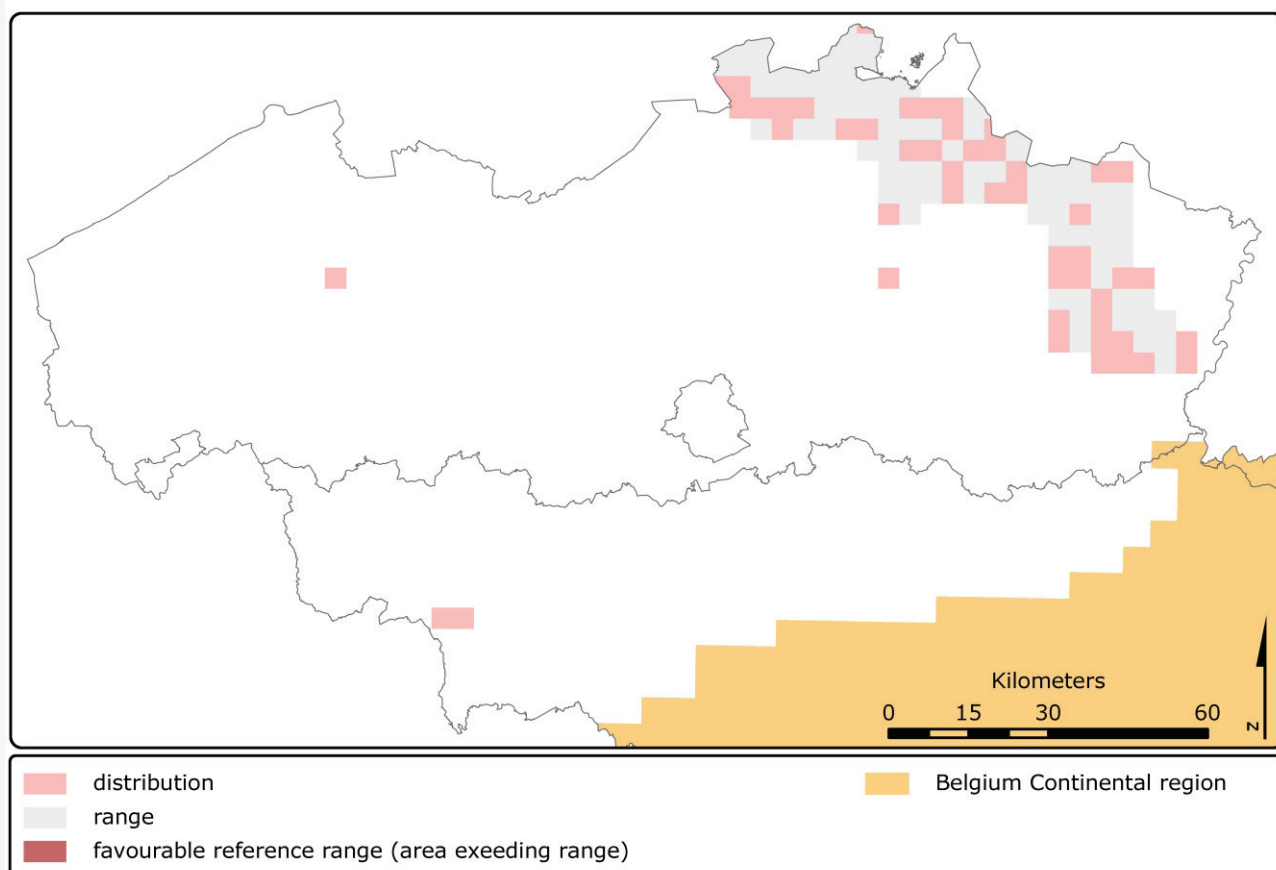 Kilometers
0 15 30 60
N
distribution
Belgium Continental region
range
favourable reference range (area exeeding range)